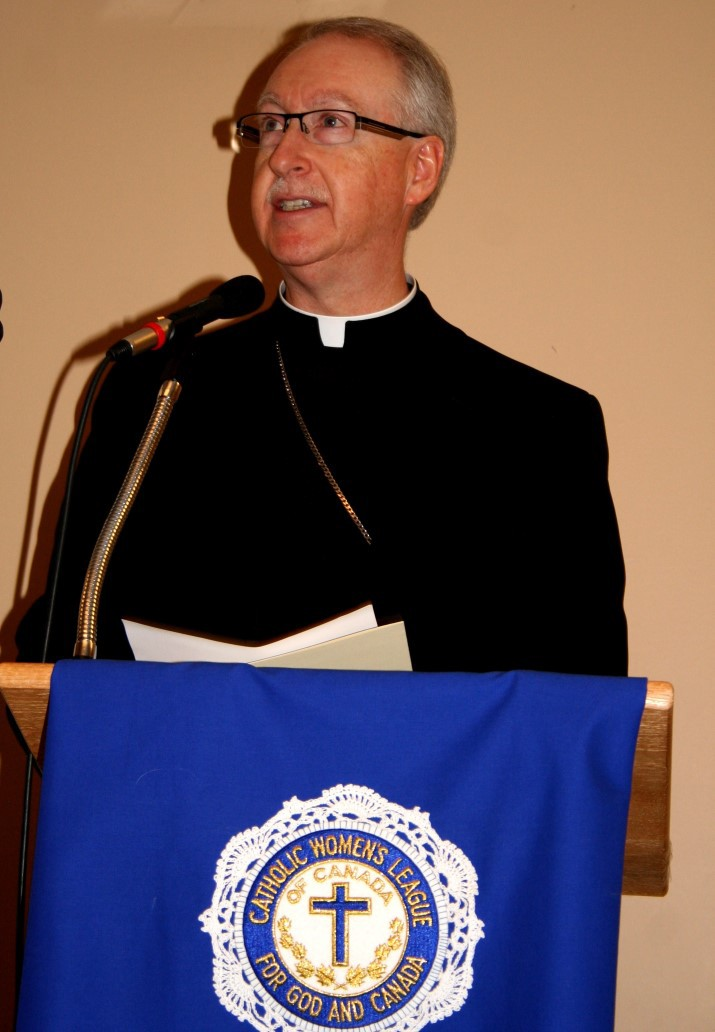 CATHOLIC WOMEN'S LEAGUE
OF CANADA
FOR GOD AND CANADA